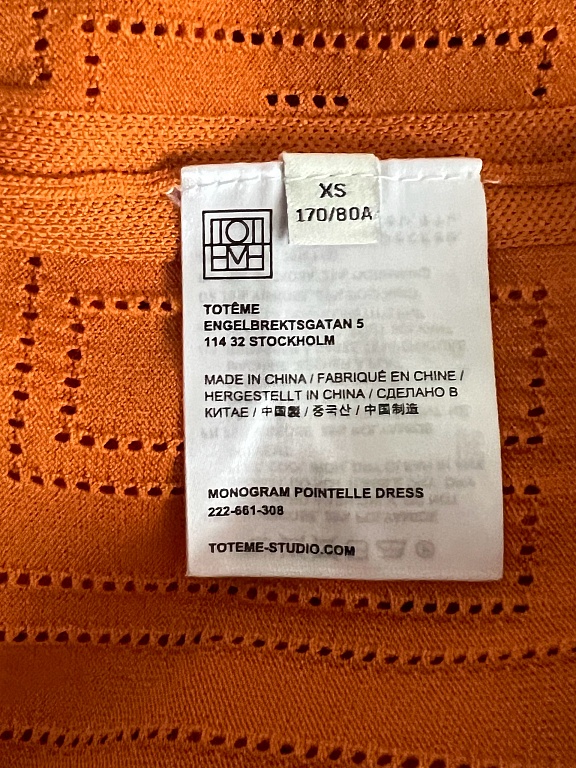 XS
170/80A
TOT
EME
TOTÊME
ENGELBREKTSGATAN 5
114 32 STOCKHOLM
MADE IN CHINA / FABRIQUÉ EN CHINE /
HERGESTELLT IN CHINA / СДЕЛАНО В
КИТАЕ / 中国製 / 중국산 / 中国制造
MONOGRAM POINTELLE DRESS
222-661-308
TOTEME-STUDIO.COM